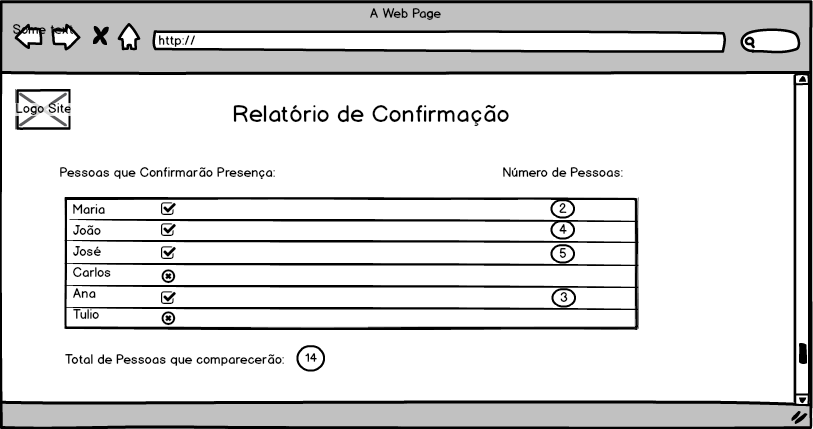 A Web Page
Some text
http://
Logo Site
Relatório de Confirmação
Pessoas que Confirmarão Presença: Número de Pessoas:
Maria 2
João 4
José 5
Carlos
Ana 3
Tulio
Total de Pessoas que comparecerão: 14